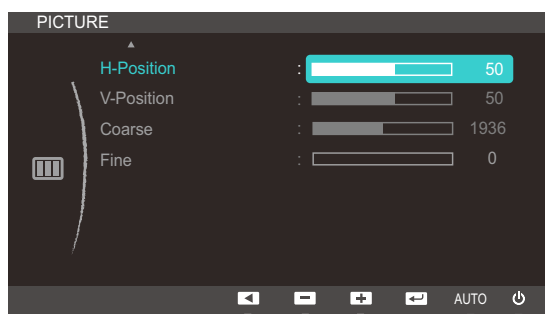 PICTURE
H-Position : 50
V-Position : 50
Coarse : 1936
Fine : 0
AUTO